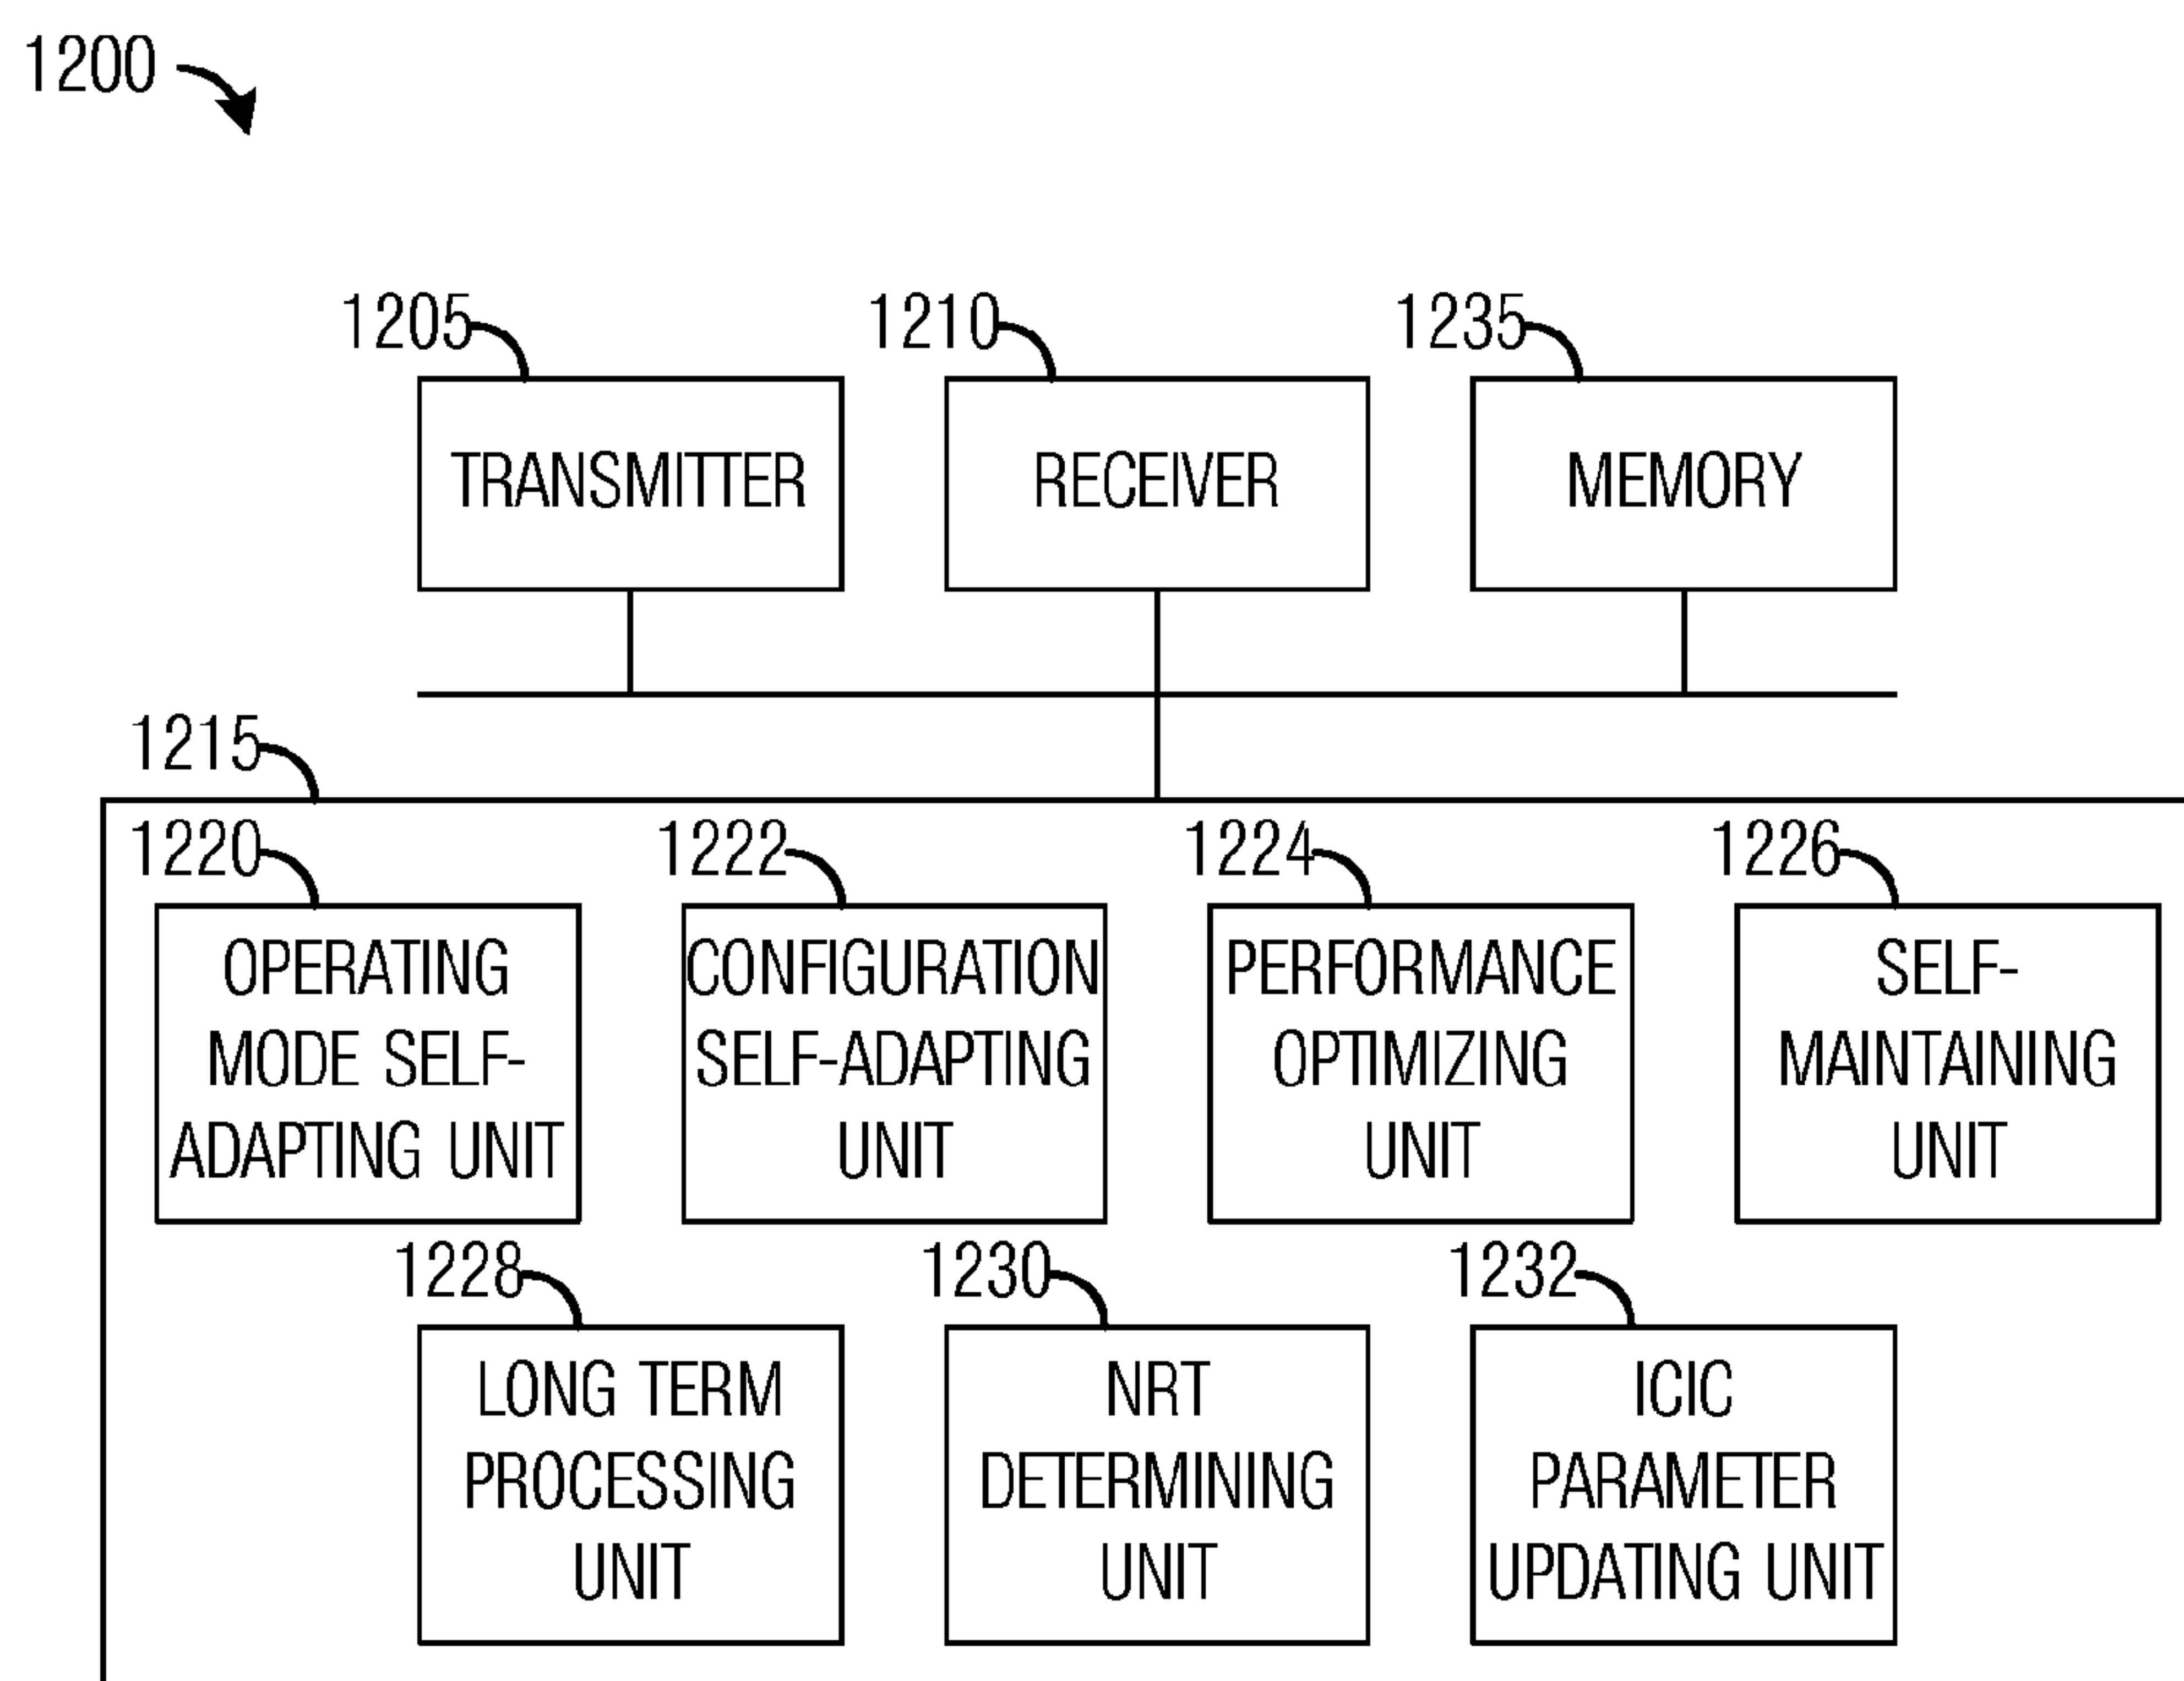 1200
1205
1210
1235
TRANSMITTER
RECEIVER
MEMORY
1215
1220
1222
1224
1226
OPERATING
MODE SELF-
ADAPTING UNIT
CONFIGURATION
SELF-ADAPTING
UNIT
PERFORMANCE
OPTIMIZING
UNIT
SELF-
MAINTAINING
UNIT
1228
1230
1232
LONG TERM
PROCESSING
UNIT
NRT
DETERMINING
UNIT
ICIC
PARAMETER
UPDATING UNIT